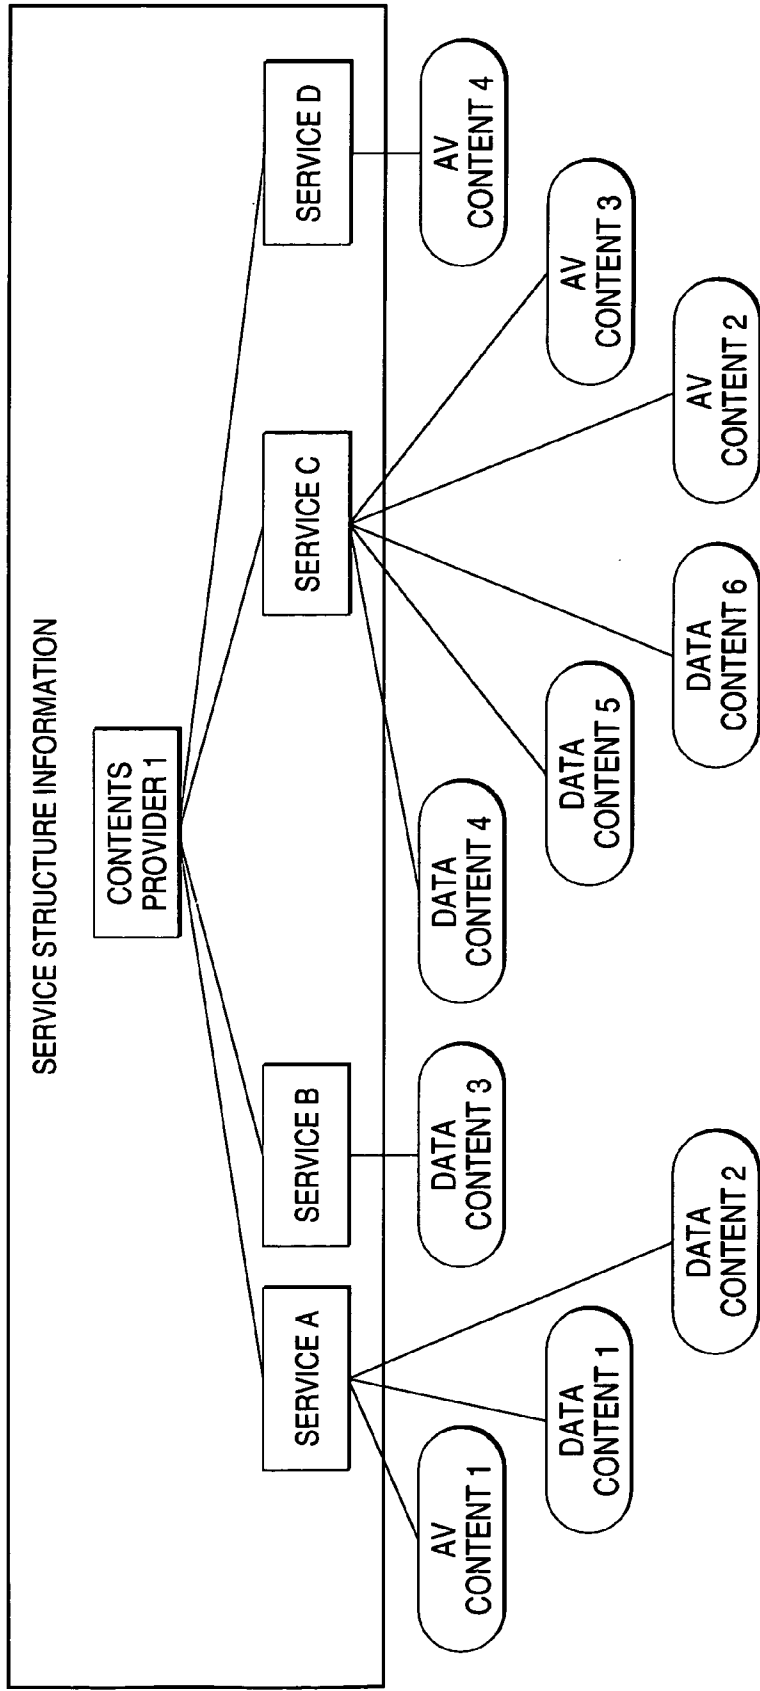 SERVICE STRUCTURE INFORMATION
CONTENTS
PROVIDER 1
SERVICE A
SERVICE B
SERVICE C
SERVICE D
AV
CONTENT 1
DATA
CONTENT 1
DATA
CONTENT 2
DATA
CONTENT 3
DATA
CONTENT 4
DATA
CONTENT 5
DATA
CONTENT 6
AV
CONTENT 2
AV
CONTENT 3
AV
CONTENT 4